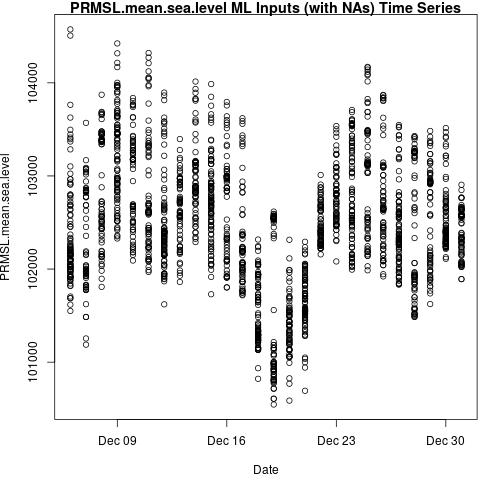 PRMSL.mean.sea.level ML Inputs (with NAs) Time Series
PRMSL.mean.sea.level
104000
103000
102000
101000
Dec 09
Dec 16
Dec 23
Dec 30
Date